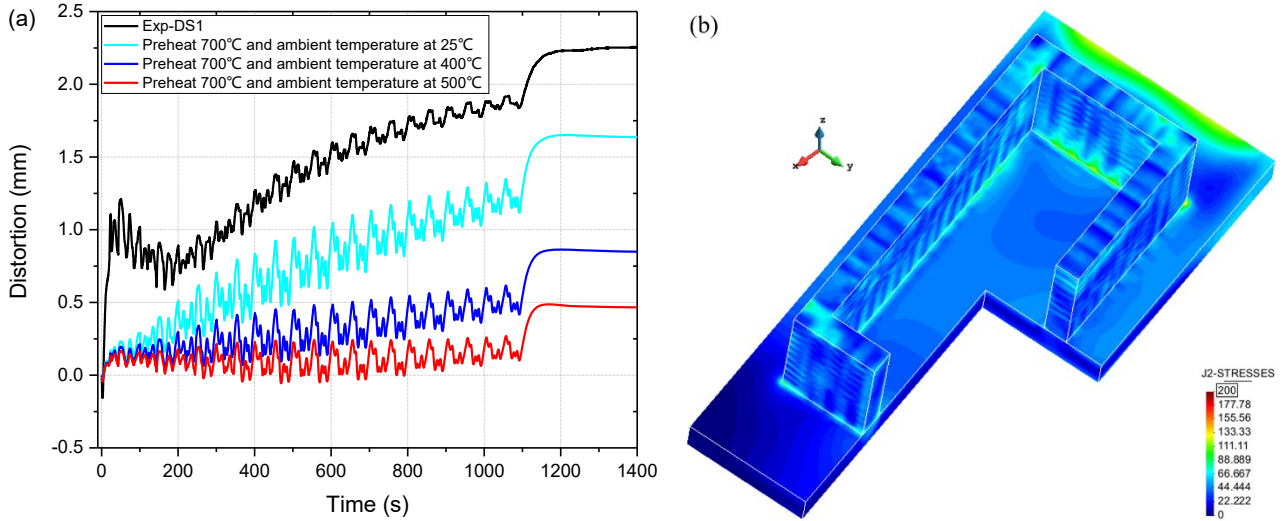 (a)
2.5
2.0
1.5
1.0
0.5
0.0
-0.5
Distortion (mm)
Exp-DS1
Preheat 700℃ and ambient temperature at 25℃
Preheat 700℃ and ambient temperature at 400℃
Preheat 700℃ and ambient temperature at 500℃
0 200 400 600 800 1000 1200 1400
Time (s)
(b)
z
x y
J2-STRESSES
200
177.78
155.56
133.33
111.11
88.889
66.667
44.444
22.222
0